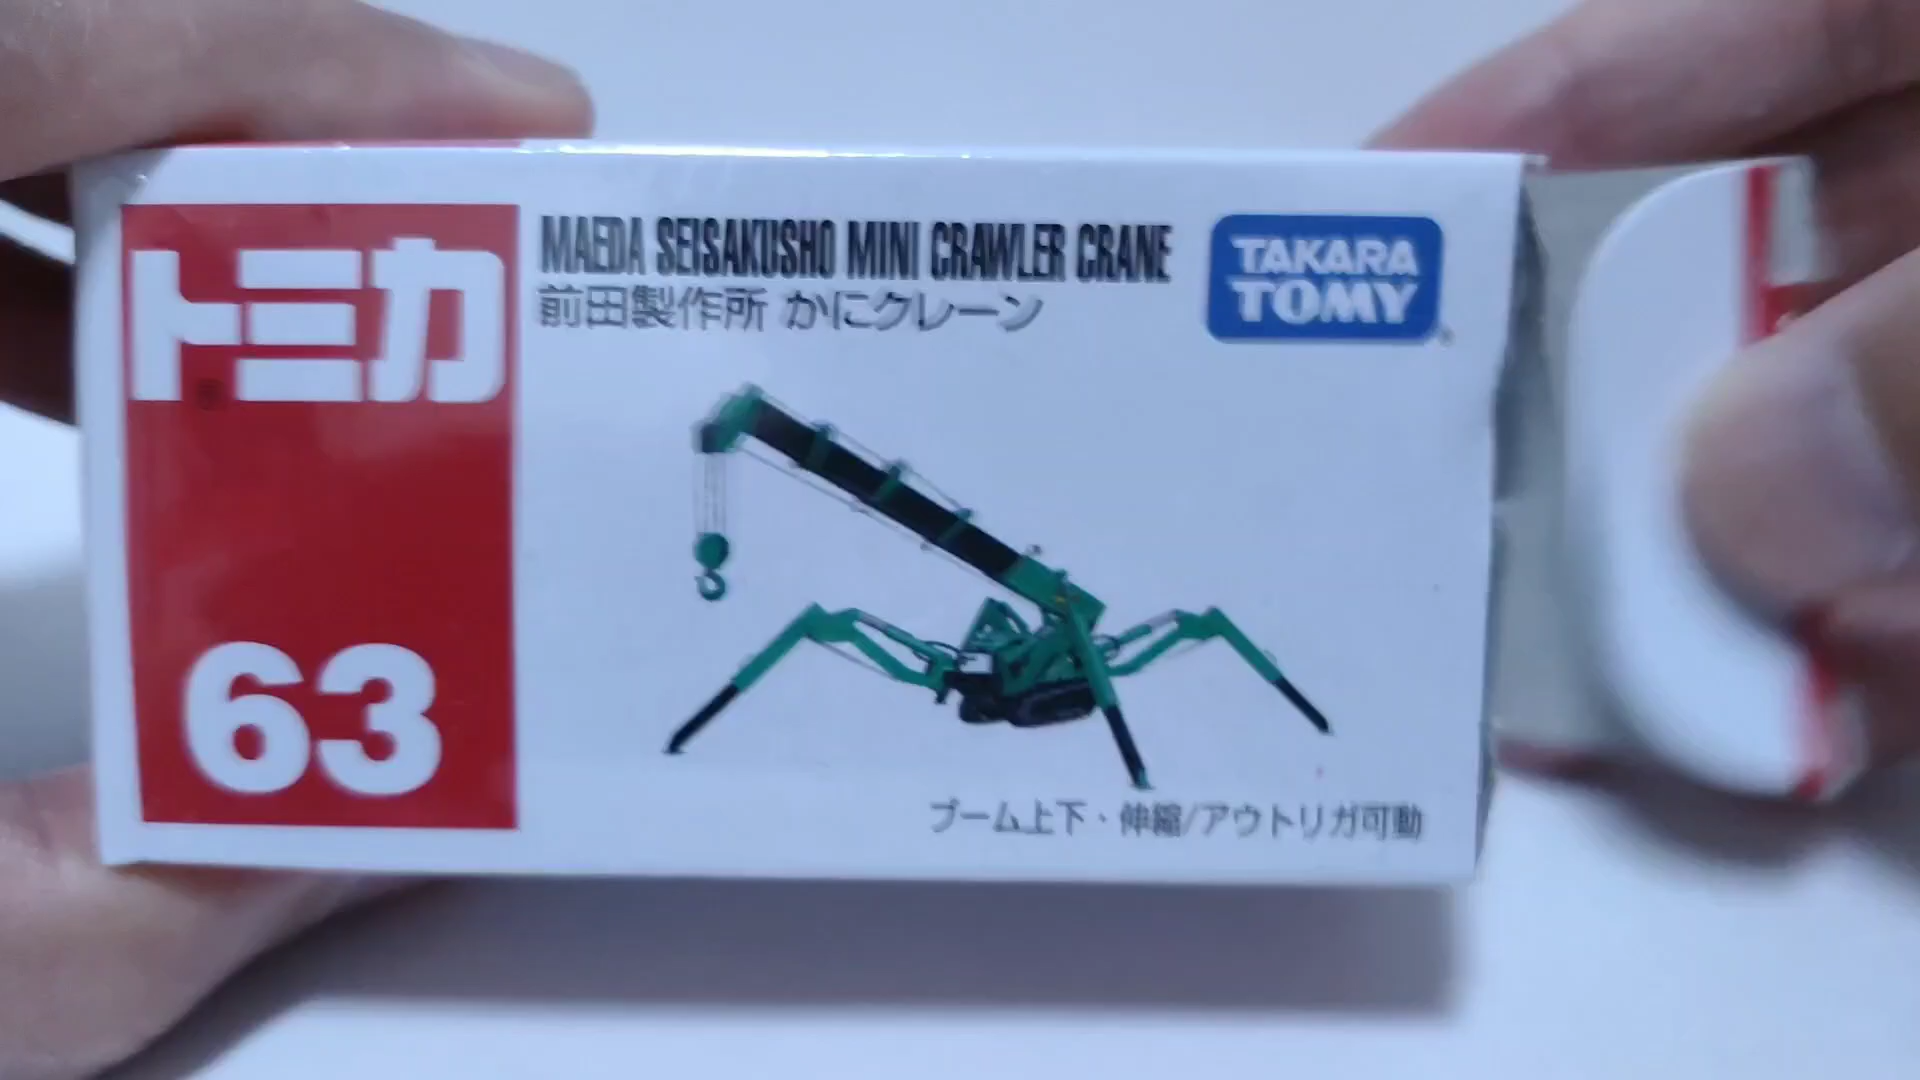 トミカ
63
MAEDA SEISAKUSHO MINI CRAWLER CRANE
前田製作所 かにクレーン
TAKARA
TOMY
ブーム上下・伸縮/アウトリガ可動